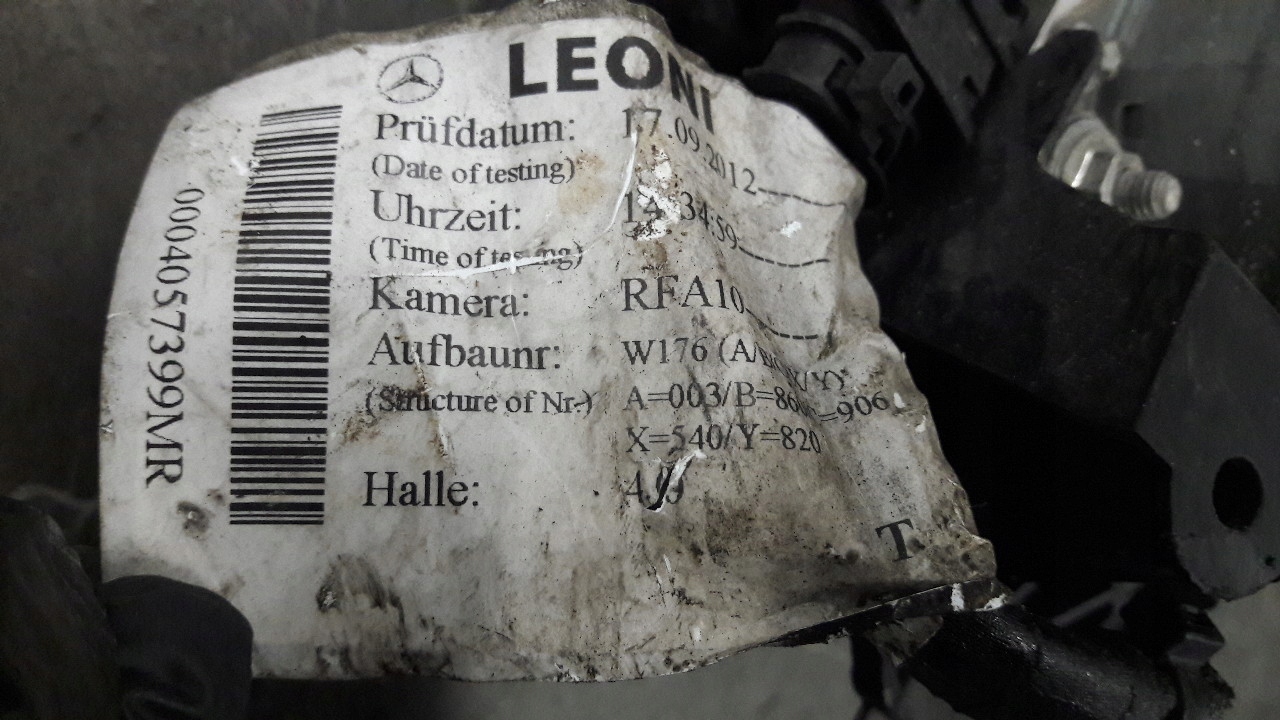 LEONI
Prüfdatum: 17.09.2012
(Date of testing)
Uhrzeit: 14:34:59
(Time of testing)
Kamera: RFA10
Aufbaunr: W176
(Structure of Nr.) A=003/B=
X=540/Y=820
Halle:
T
0004057399MR